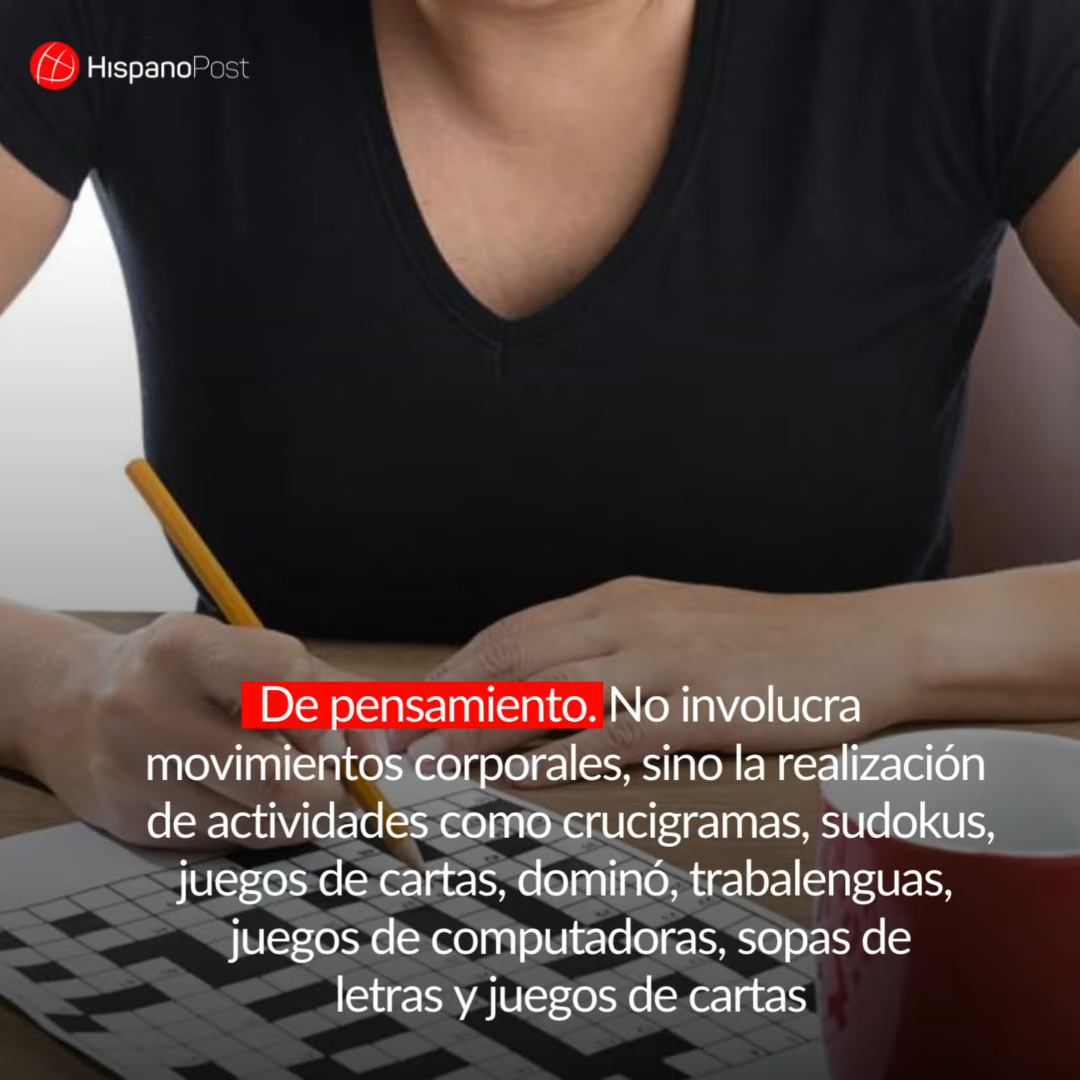 HispanoPost
De pensamiento. No involucra
movimientos corporales, sino la realización
de actividades como crucigramas, sudokus,
juegos de cartas, dominó, trabalenguas,
juegos de computadoras, sopas de
letras y juegos de cartas